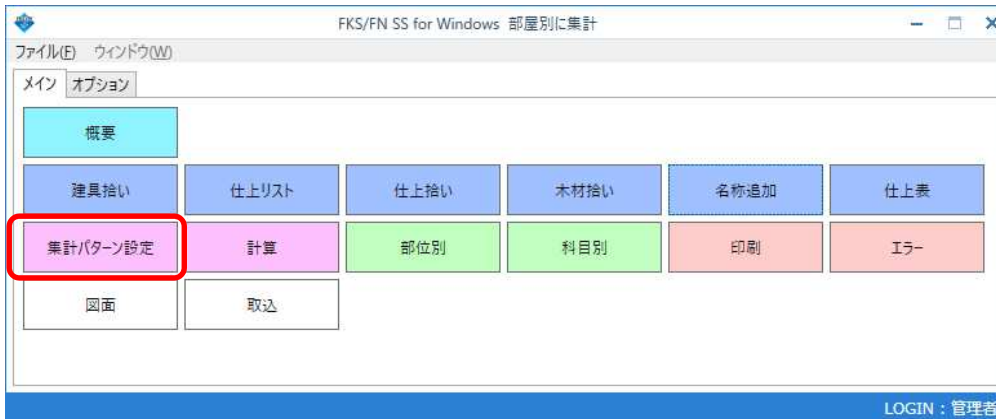 FKS/FN SS for Windows 部屋別に集計
ファイル(F) ウィンドウ(W)
メイン オプション
概要
建具拾い 仕上リスト 仕上拾い 木材拾い 名称追加 仕上表
集計パターン設定 計算 部位別 科目別 印刷 エラー
図面 取込
LOGIN：管理者